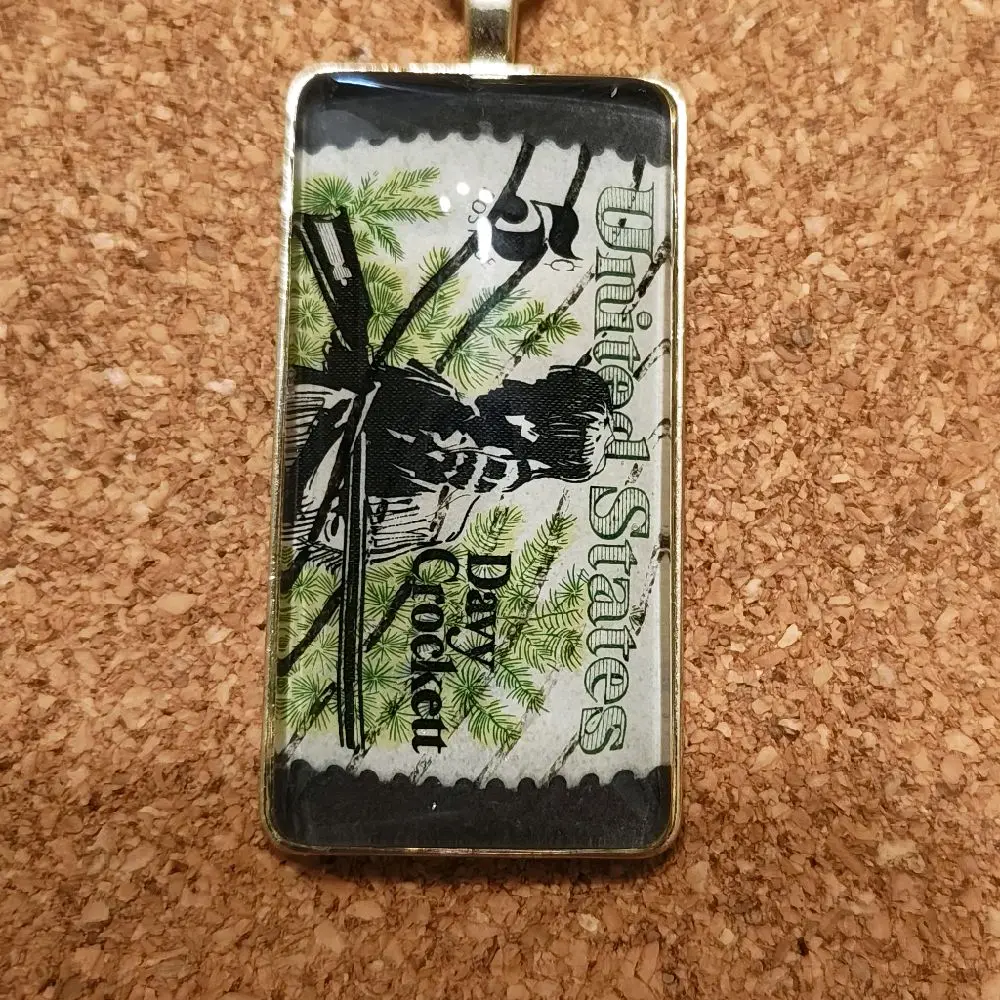 United States
5c
Davy
Crockett